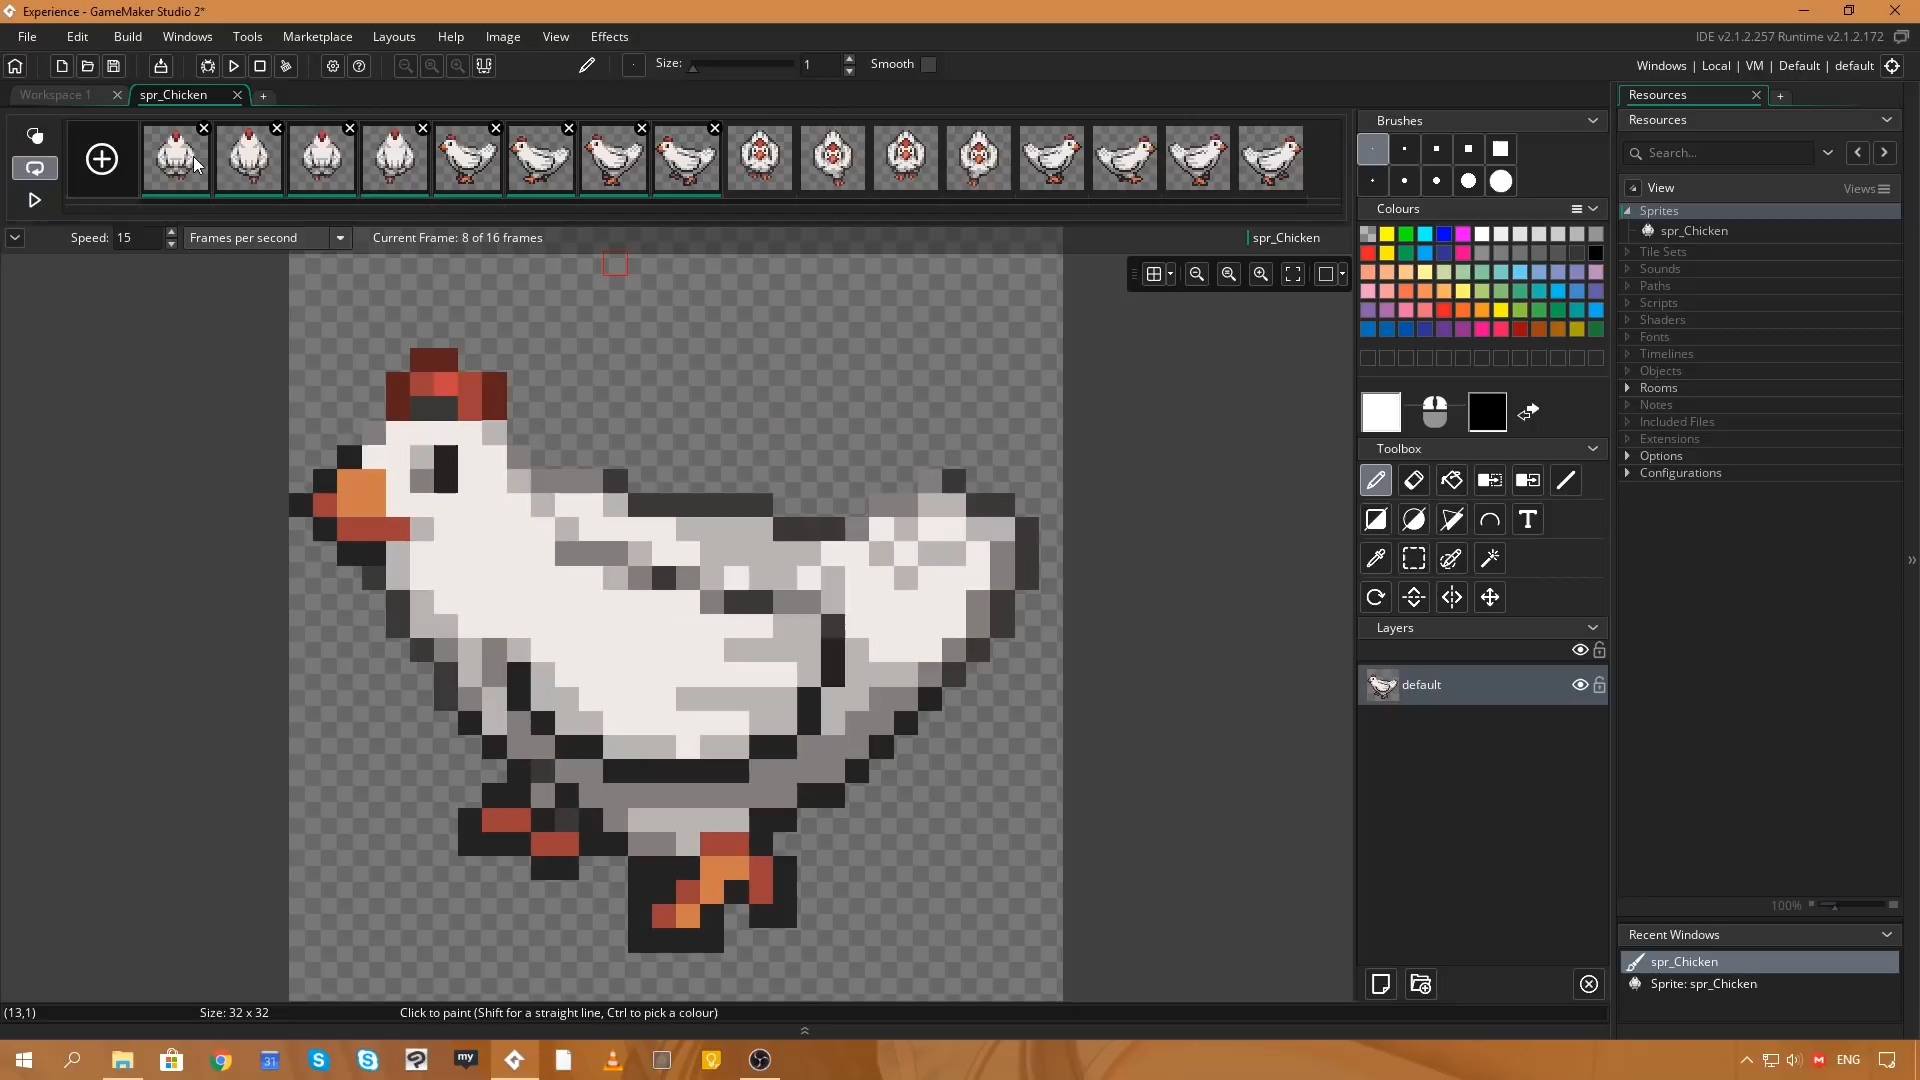 Experience - GameMaker Studio 2*
File Edit Build Windows Tools Marketplace Layouts Help Image View Effects
IDE v2.1.2.257 Runtime v2.1.2.172
Size: 1 Smooth
Windows | Local | VM | Default | default
Workspace 1 spr_Chicken
Resources
Brushes
Resources
Search...
View Views
Colours
Sprites
spr_Chicken
Speed: 15 Frames per second Current Frame: 8 of 16 frames spr_Chicken
Tile Sets
Sounds
Paths
Scripts
Shaders
Fonts
Timelines
Objects
Rooms
Notes
Included Files
Extensions
Options
Configurations
Toolbox
T
Layers
default
100%
Recent Windows
spr_Chicken
Sprite: spr_Chicken
(13,1) Size: 32 x 32 Click to paint (Shift for a straight line, Ctrl to pick a colour)
31
my
ENG